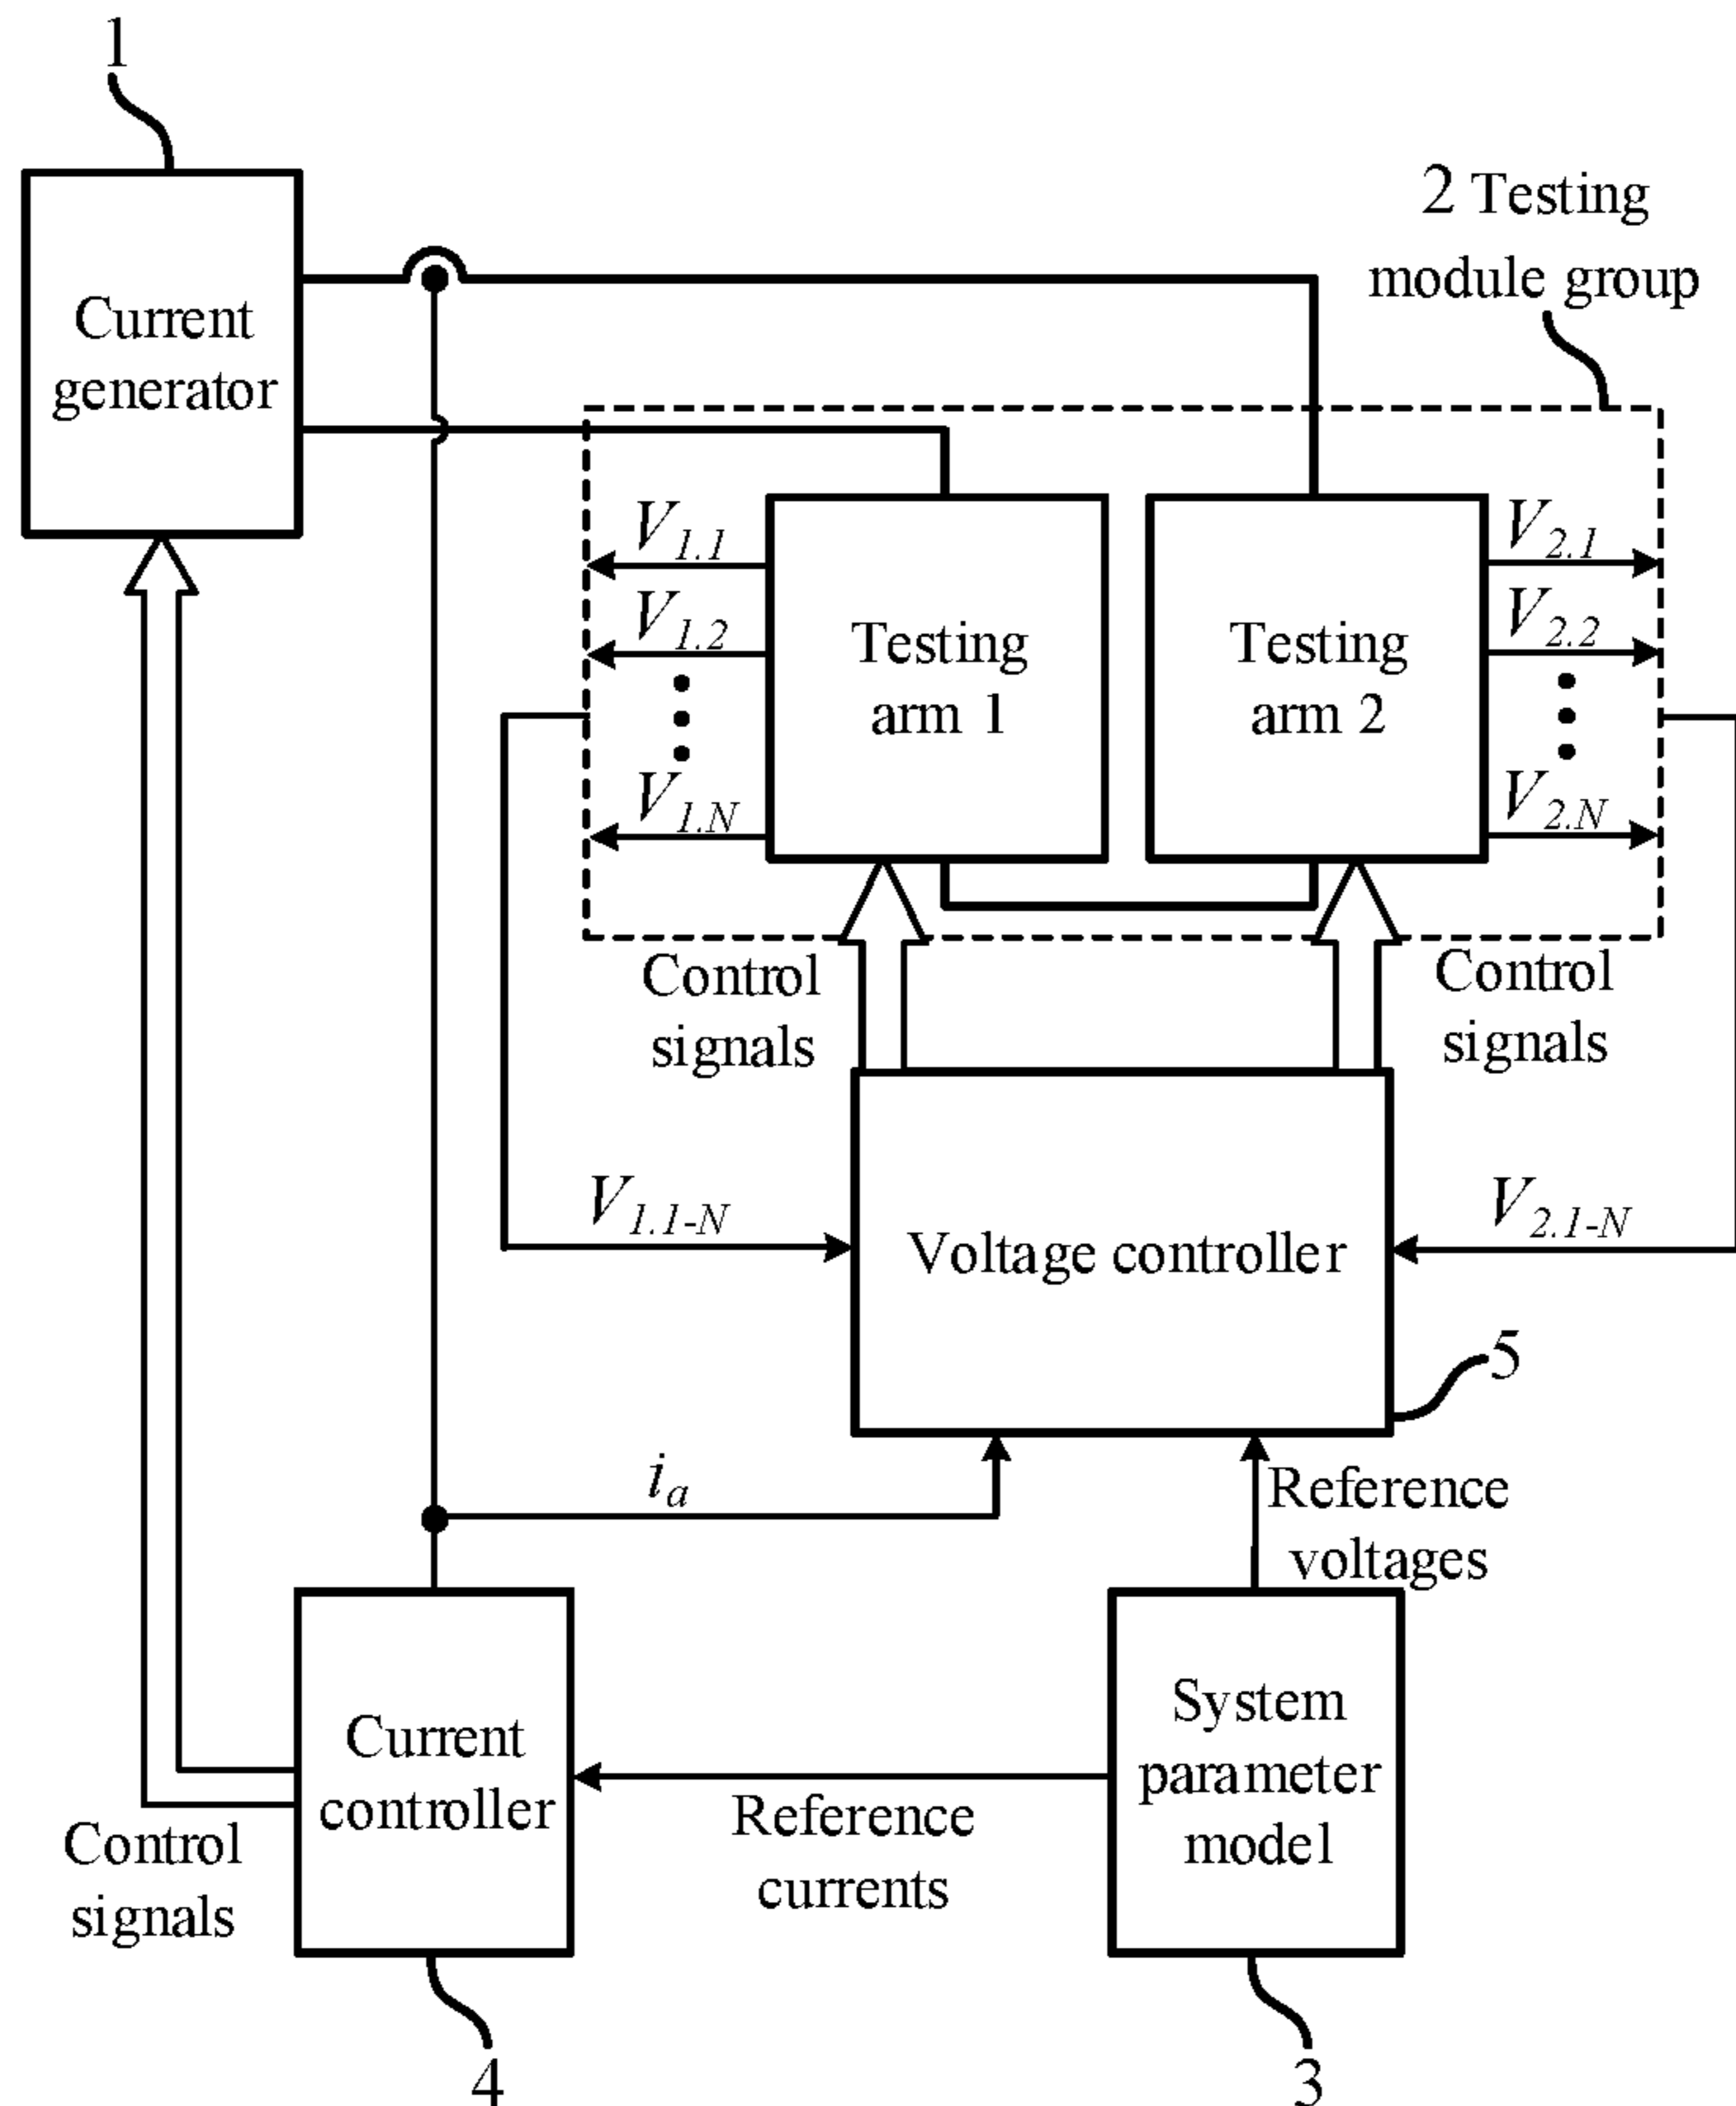 1
2 Testing
module group
Current
generator
V1.1
V1.2
V1.N
Testing
arm 1
Testing
arm 2
V2.1
V2.2
V2.N
Control
signals
Control
signals
V1.1-N
Voltage controller
V2.1-N
5
ia
Reference
voltages
Current
controller
System
parameter
model
Reference
currents
Control
signals
4
3